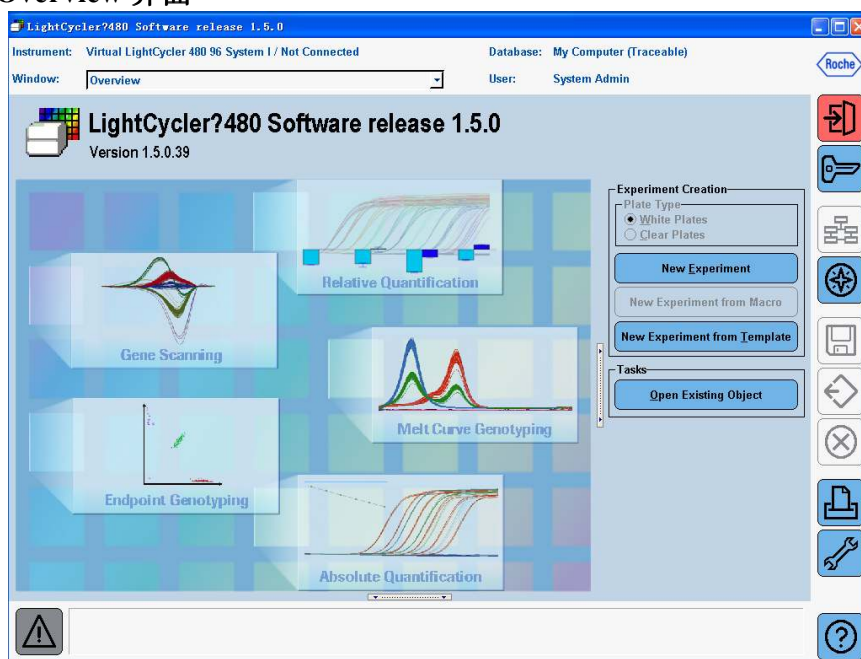 Overview 界面
LightCycler?480 Software release 1.5.0
Instrument: Virtual LightCycler 480 96 System I / Not Connected
Database: My Computer (Traceable)
Window: Overview
User: System Admin
Roche
LightCycler?480 Software release 1.5.0
Version 1.5.0.39
Relative Quantification
Gene Scanning
Melt Curve Genotyping
Endpoint Genotyping
Absolute Quantification
Experiment Creation
Plate Type
White Plates
Clear Plates
New Experiment
New Experiment from Macro
New Experiment from Template
Tasks
Open Existing Object